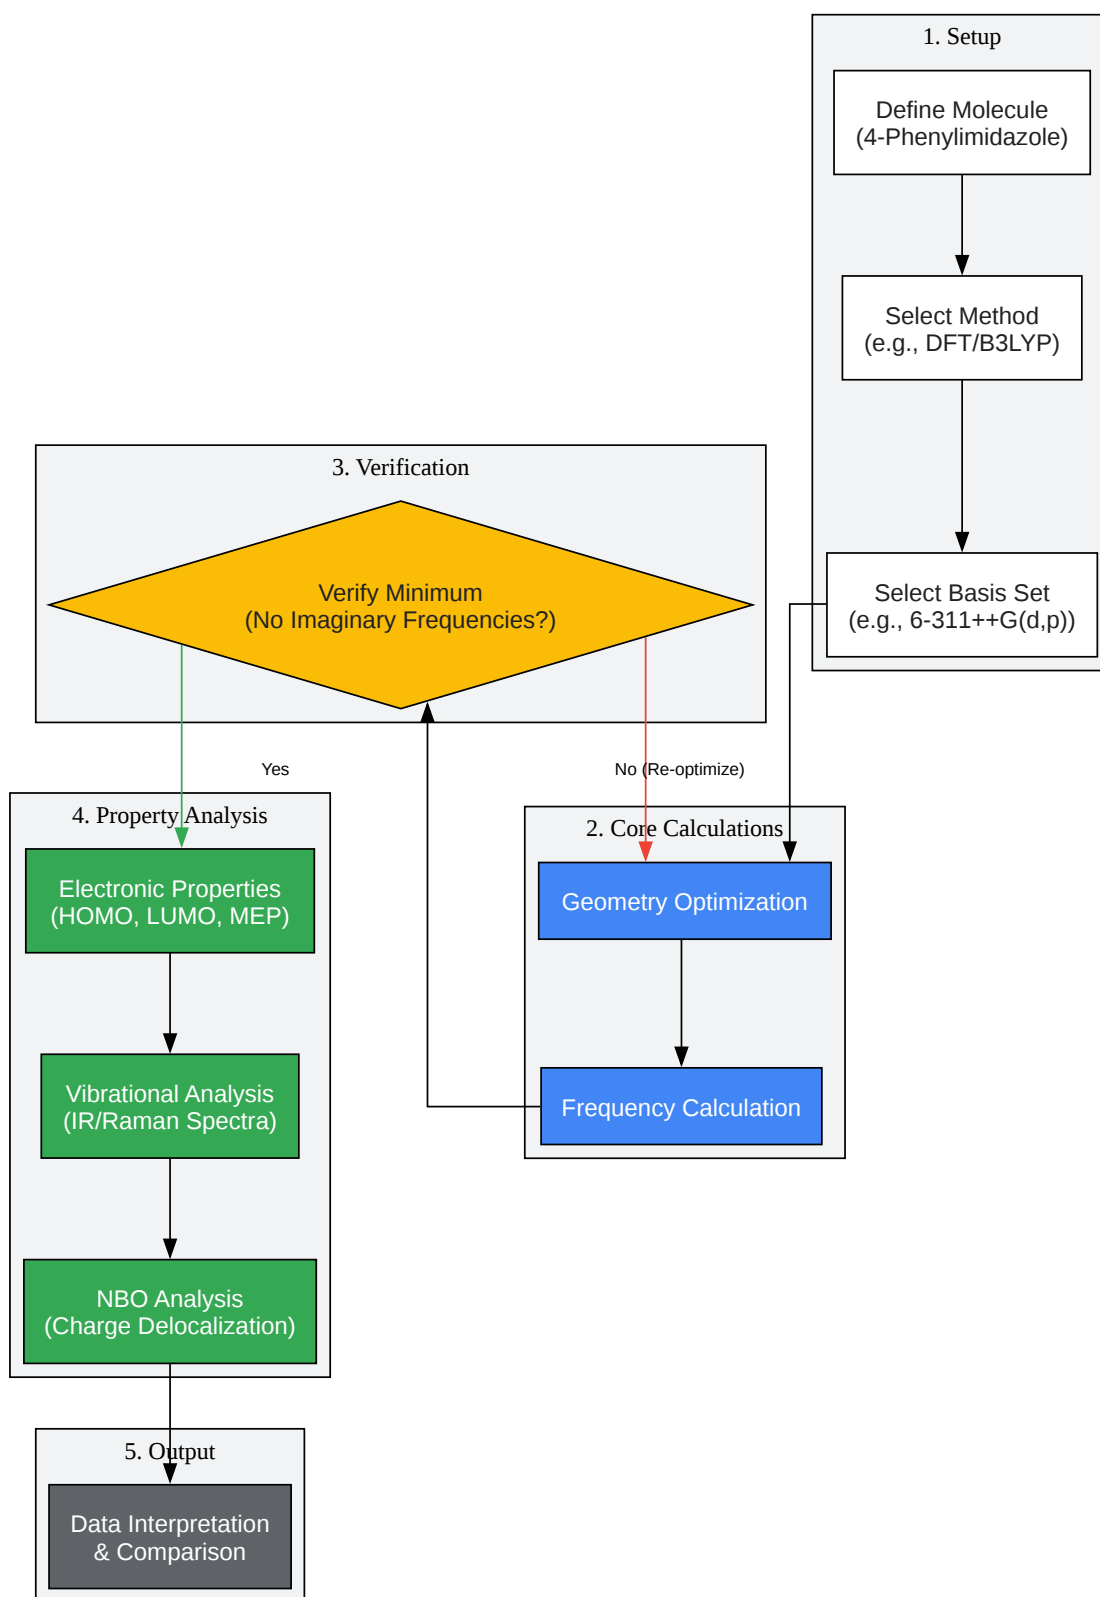 1. Setup
Define Molecule
(4-Phenylimidazole)
Select Method
(e.g., DFT/B3LYP)
Select Basis Set
(e.g., 6-311++G(d,p))
3. Verification
Verify Minimum
(No Imaginary Frequencies?)
Yes
No (Re-optimize)
2. Core Calculations
Geometry Optimization
Frequency Calculation
4. Property Analysis
Electronic Properties
(HOMO, LUMO, MEP)
Vibrational Analysis
(IR/Raman Spectra)
NBO Analysis
(Charge Delocalization)
5. Output
Data Interpretation
& Comparison